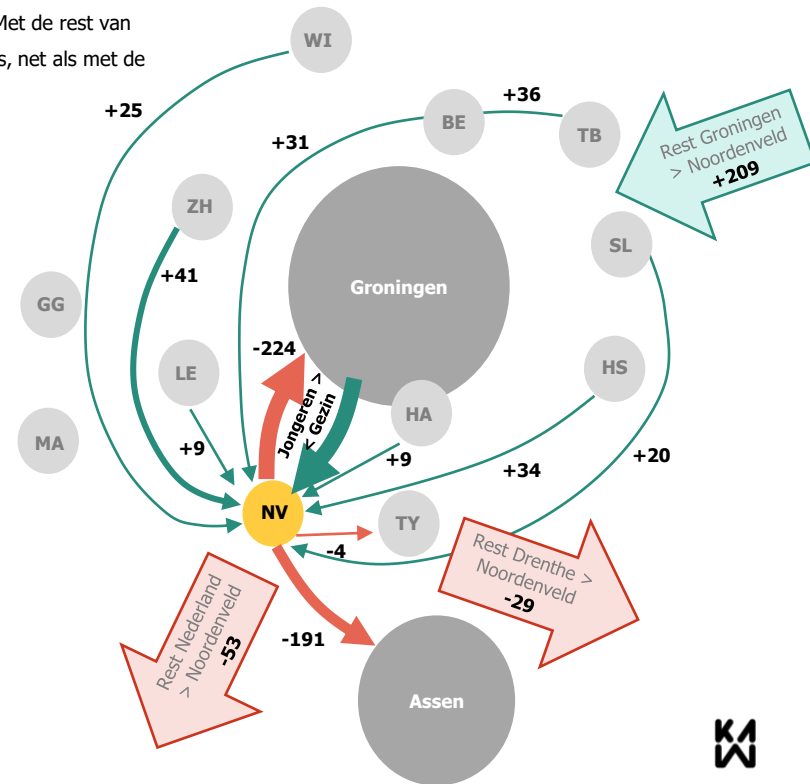 Met de rest van
s, net als met de
WI
+25
+36
BE
TB
+31
Rest Groningen
> Noordenveld
+209
ZH
SL
+41
GG
Groningen
-224
LE
HS
Jongeren >
< Gezin
HA
MA
+9
+9
+34
+20
NV
TY
-4
Rest Drenthe >
Noordenveld
-29
Rest Nederland
> Noordenveld
-53
-191
Assen
KAW